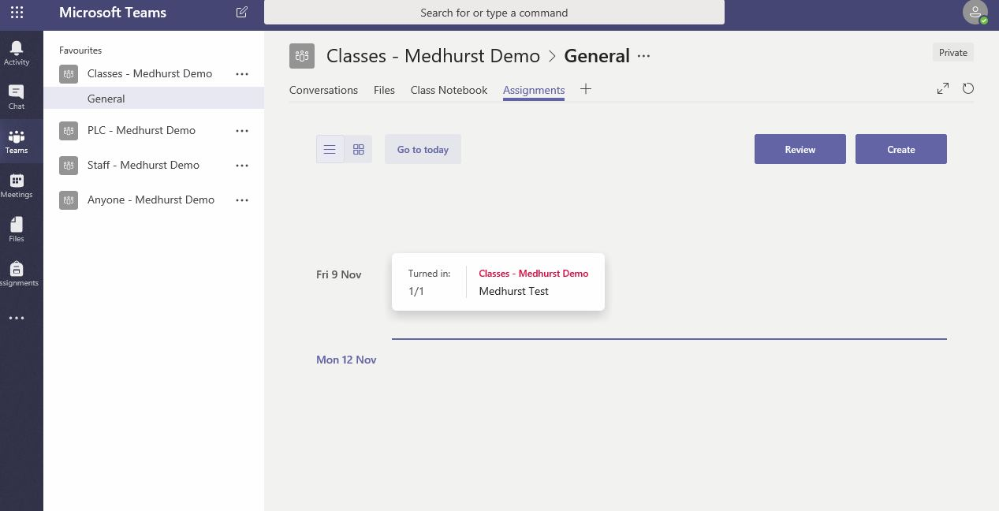 Microsoft Teams
Search for or type a command
Activity
Chat
Teams
Meetings
Files
ssignments
Favourites
Classes - Medhurst Demo
General
PLC - Medhurst Demo
Staff - Medhurst Demo
Anyone - Medhurst Demo
Classes - Medhurst Demo > General
Private
Conversations Files Class Notebook Assignments
Go to today
Review
Create
Fri 9 Nov
Turned in:
1/1
Classes - Medhurst Demo
Medhurst Test
Mon 12 Nov